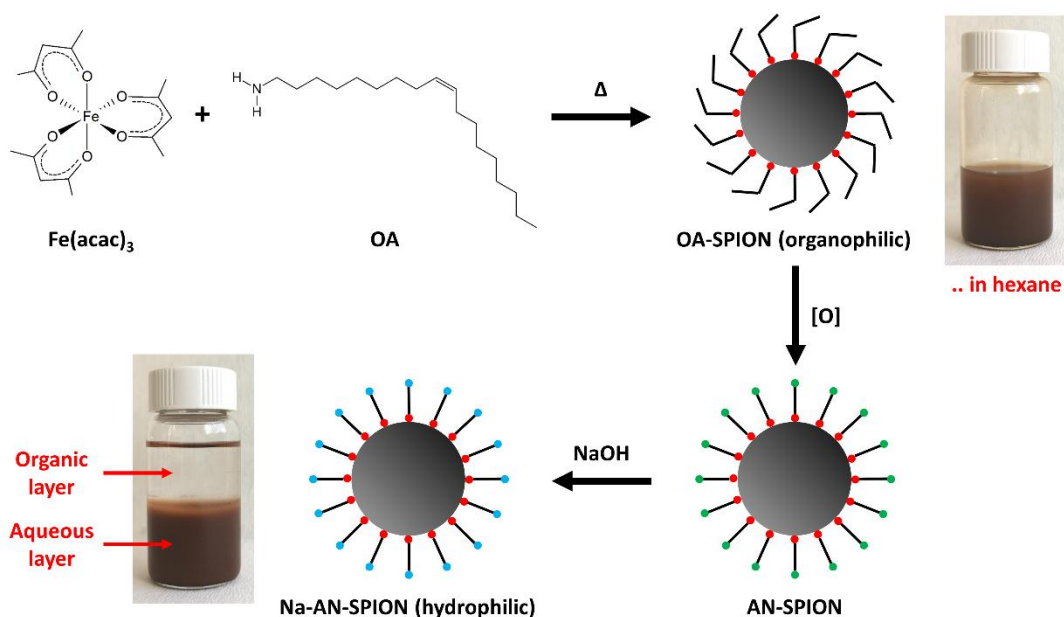 O
O
O
O
O
O
Fe
+
H
N
H
Δ
Fe(acac)₃
OA
OA-SPION (organophilic)
.. in hexane
[O]
Organic
layer
Aqueous
layer
NaOH
Na-AN-SPION (hydrophilic)
AN-SPION